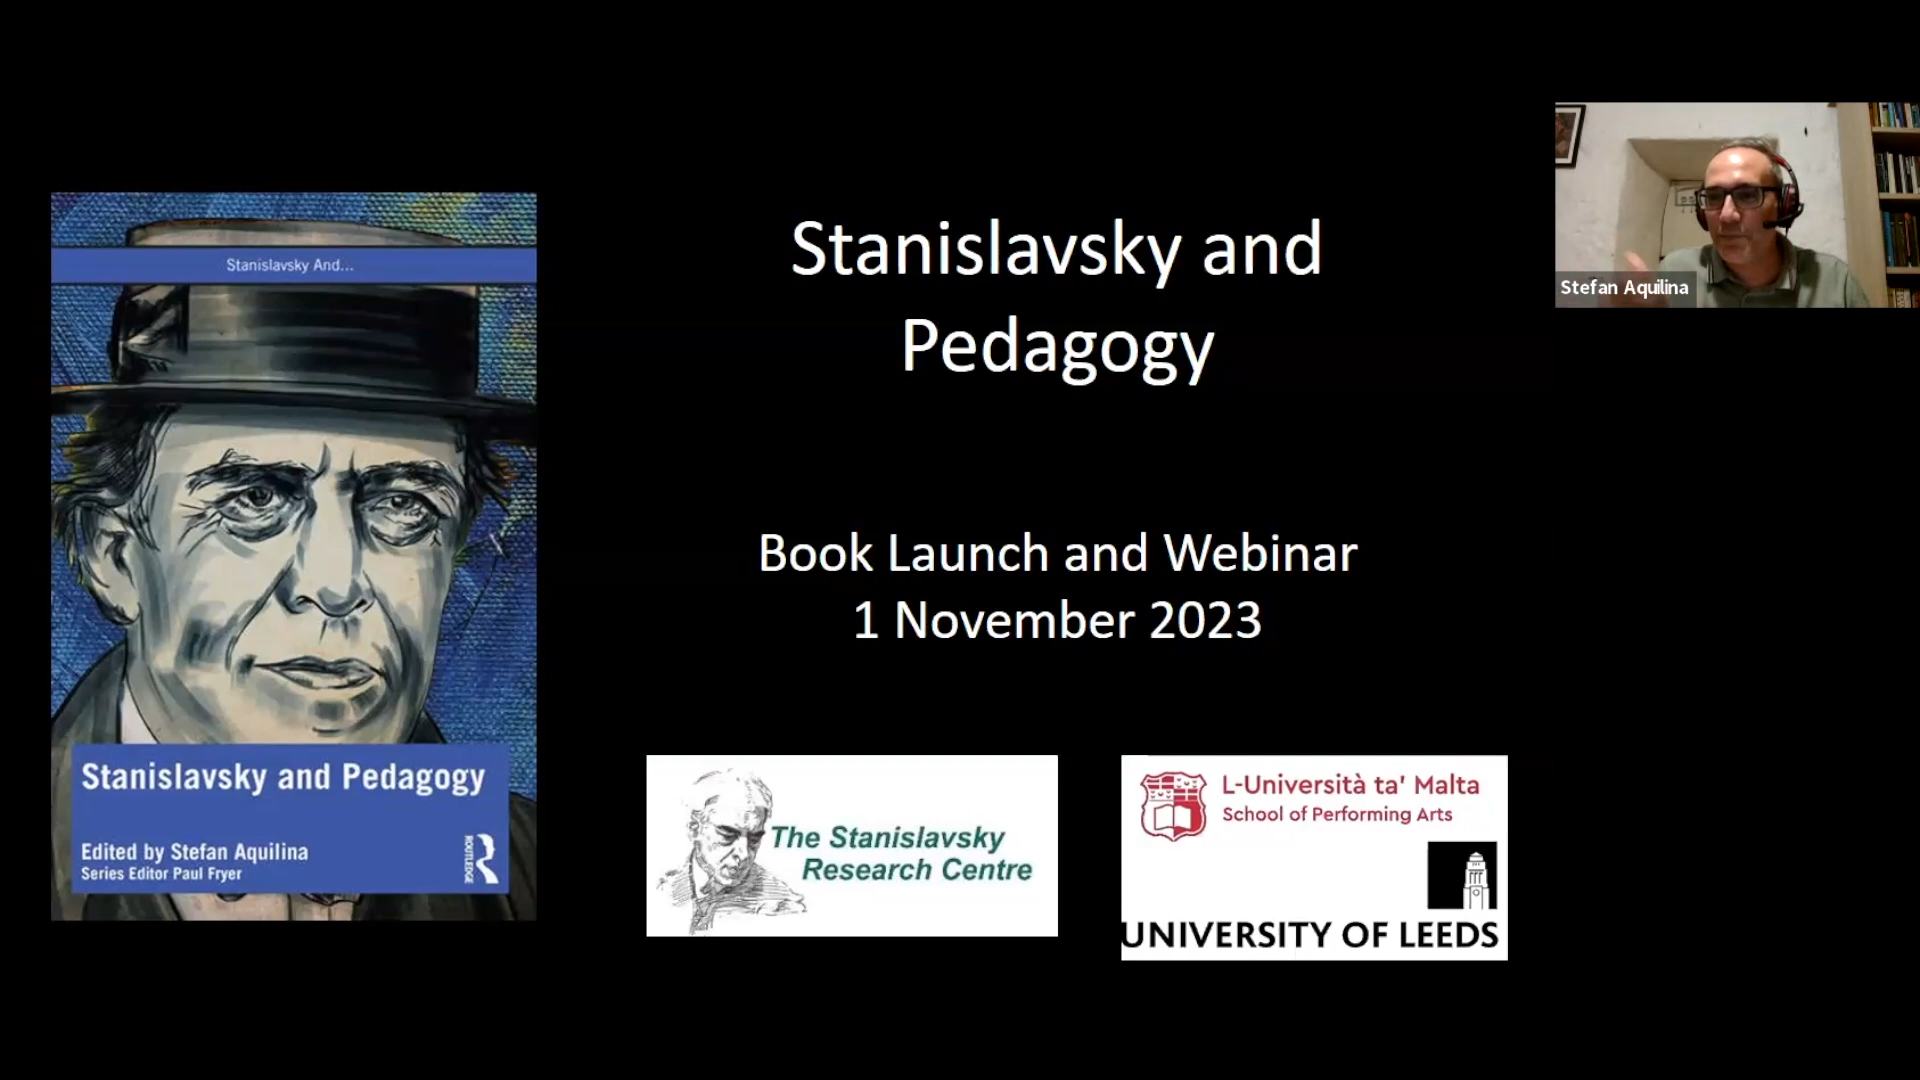 Stanislavsky And...
Stanislavsky and Pedagogy
Edited by Stefan Aquilina
Series Editor Paul Fryer
ROUTLEDGE
Stanislavsky and
Pedagogy
Book Launch and Webinar
1 November 2023
The Stanislavsky
Research Centre
L-Università ta' Malta
School of Performing Arts
UNIVERSITY OF LEEDS
Stefan Aquilina